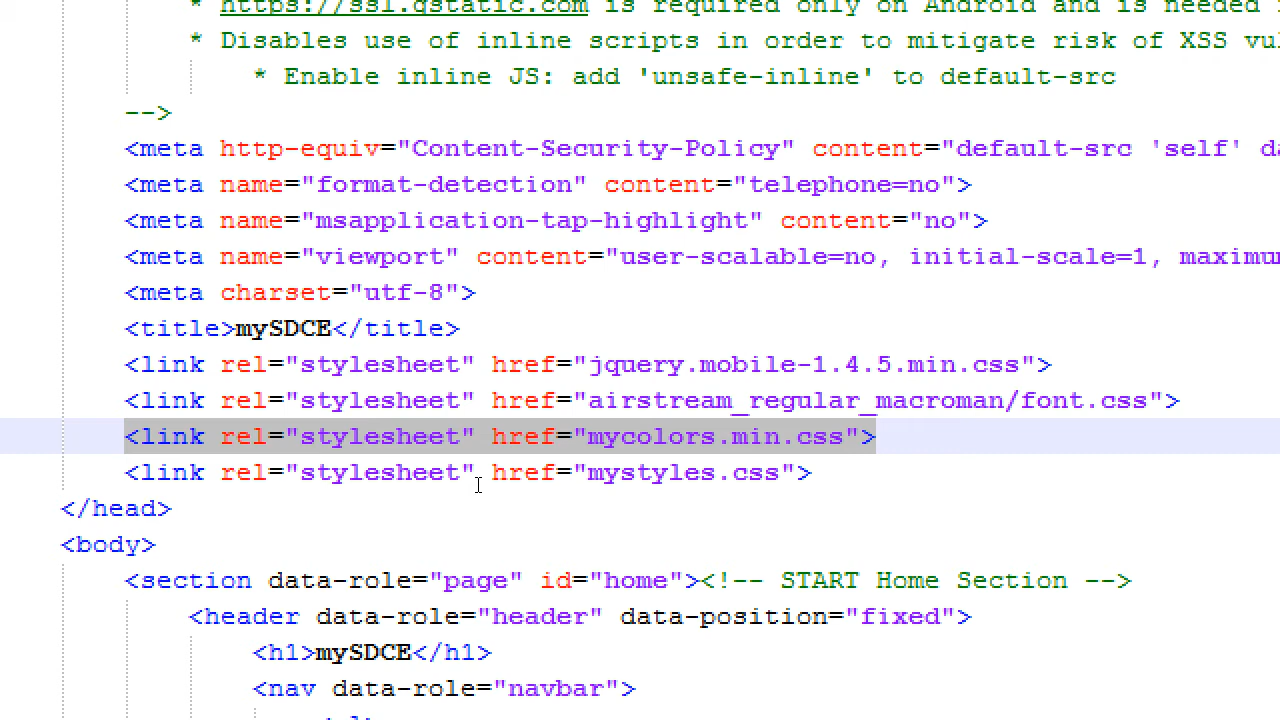 * https://ssl.gstatic.com is required only on Android and is needed
* Disables use of inline scripts in order to mitigate risk of XSS
* Enable inline JS: add 'unsafe-inline' to default-src
-->
<meta http-equiv="Content-Security-Policy" content="default-src 'self'
<meta name="format-detection" content="telephone=no">
<meta name="msapplication-tap-highlight" content="no">
<meta name="viewport" content="user-scalable=no, initial-scale=1,
<meta charset="utf-8">
<title>mySDCE</title>
<link rel="stylesheet" href="jquery.mobile-1.4.5.min.css">
<link rel="stylesheet" href="airstream_regular_macroman/font.css">
<link rel="stylesheet" href="mycolors.min.css">
<link rel="stylesheet" href="mystyles.css">
</head>
<body>
<section data-role="page" id="home"><!-- START Home Section -->
<header data-role="header" data-position="fixed">
<h1>mySDCE</h1>
<nav data-role="navbar">